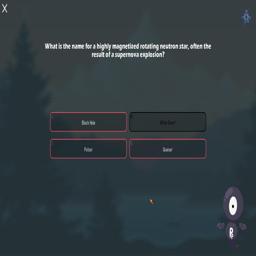 X
What is the name for a highly magnetized rotating neutron star, often the
result of a supernova explosion?
Black Hole
White Dwarf
Pulsar
Quasar